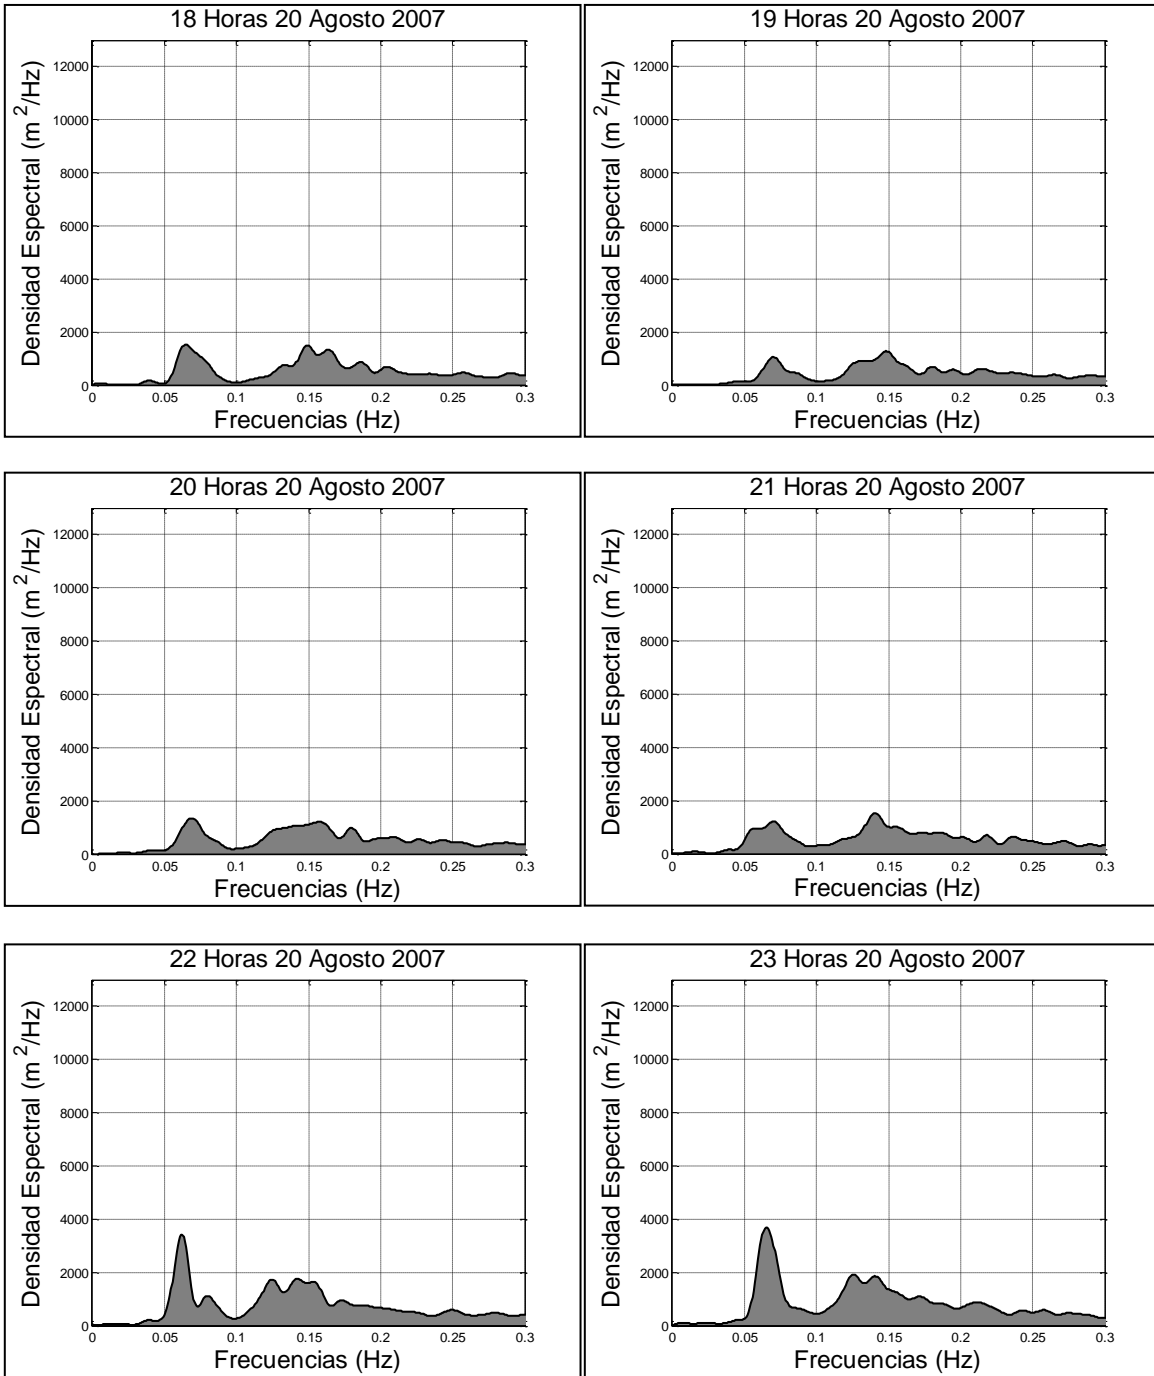 18 Horas 20 Agosto 2007
Densidad Espectral (m²/Hz)
12000
10000
8000
6000
4000
2000
0
0 0.05 0.1 0.15 0.2 0.25 0.3
Frecuencias (Hz)
19 Horas 20 Agosto 2007
Densidad Espectral (m²/Hz)
12000
10000
8000
6000
4000
2000
0
0 0.05 0.1 0.15 0.2 0.25 0.3
Frecuencias (Hz)
20 Horas 20 Agosto 2007
Densidad Espectral (m²/Hz)
12000
10000
8000
6000
4000
2000
0
0 0.05 0.1 0.15 0.2 0.25 0.3
Frecuencias (Hz)
21 Horas 20 Agosto 2007
Densidad Espectral (m²/Hz)
12000
10000
8000
6000
4000
2000
0
0 0.05 0.1 0.15 0.2 0.25 0.3
Frecuencias (Hz)
22 Horas 20 Agosto 2007
Densidad Espectral (m²/Hz)
12000
10000
8000
6000
4000
2000
0
0 0.05 0.1 0.15 0.2 0.25 0.3
Frecuencias (Hz)
23 Horas 20 Agosto 2007
Densidad Espectral (m²/Hz)
12000
10000
8000
6000
4000
2000
0
0 0.05 0.1 0.15 0.2 0.25 0.3
Frecuencias (Hz)